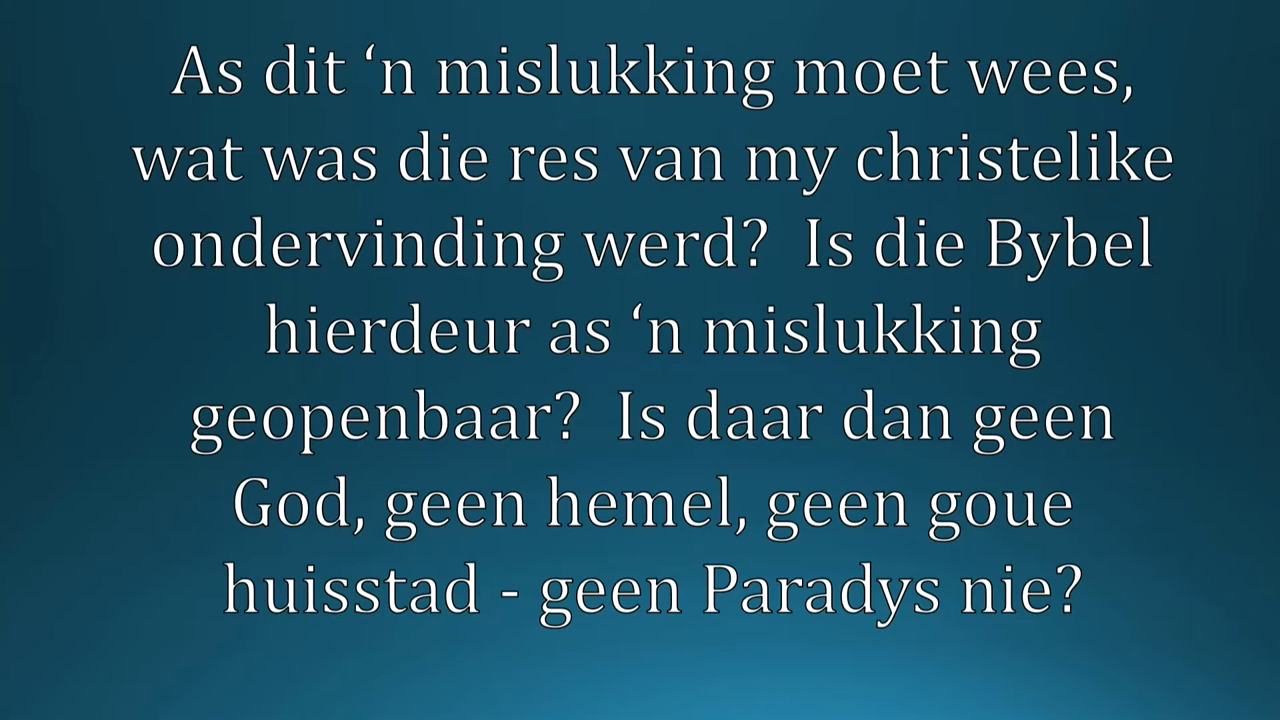 As dit ‘n mislukking moet wees,
wat was die res van my christelike
ondervinding werd?  Is die Bybel
hierdeur as ‘n mislukking
geopenbaar?  Is daar dan geen
God, geen hemel, geen goue
huisstad - geen Paradys nie?